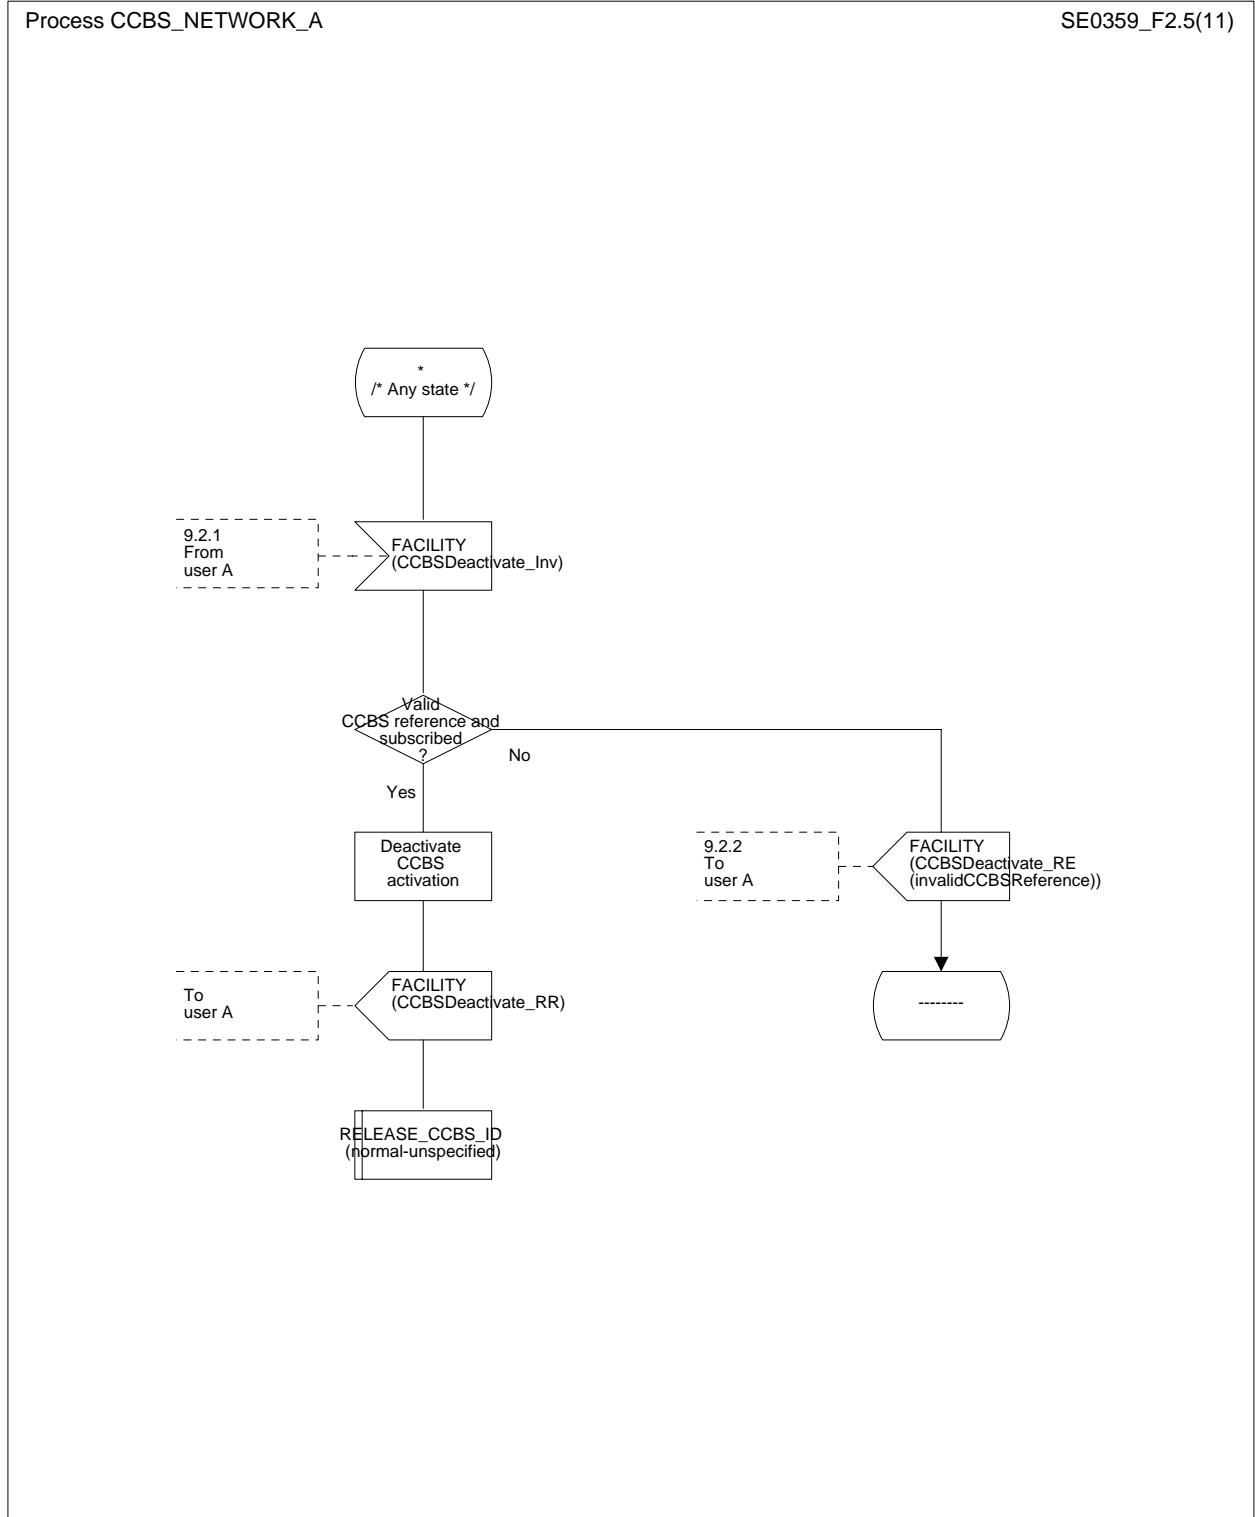 Process CCBS_NETWORK_A
SE0359_F2.5(11)
*
/* Any state */
9.2.1
From
user A
FACILITY
(CCBSDeactivate_Inv)
Valid
CCBS reference and
subscribed
?
No
Yes
Deactivate
CCBS
activation
9.2.2
To
user A
FACILITY
(CCBSDeactivate_RE
(invalidCCBSReference))
To
user A
FACILITY
(CCBSDeactivate_RR)
--------
RELEASE_CCBS_ID
(normal-unspecified)